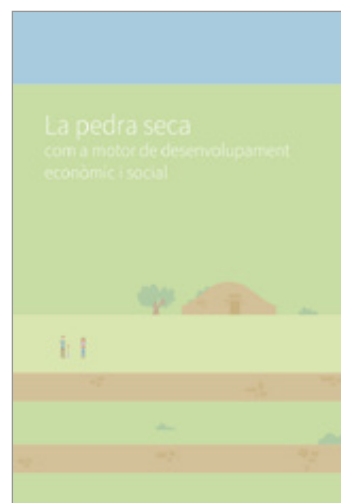 La pedra seca
com a motor de desenvolupament
econòmic i social